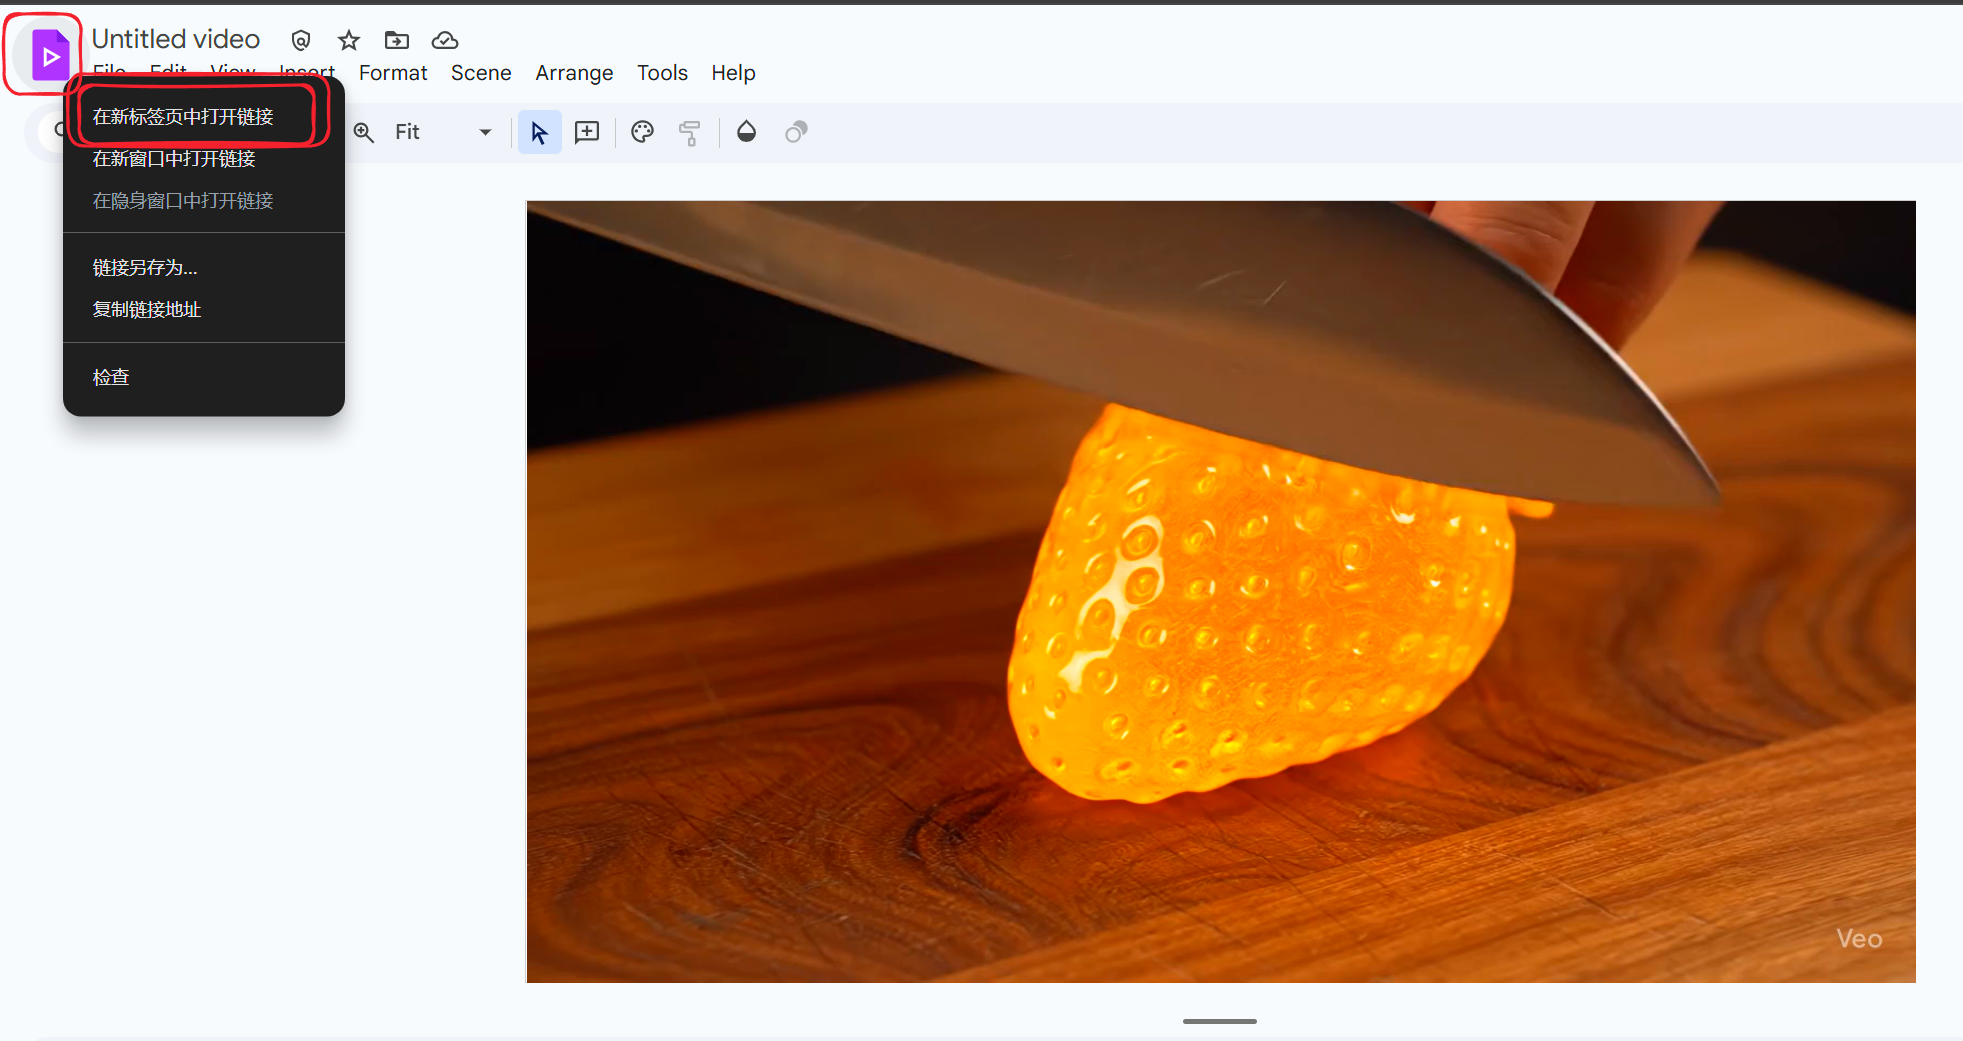 Untitled video
File Edit View Insert Format Scene Arrange Tools Help
Fit
在新标签页中打开链接
在新窗口中打开链接
在隐身窗口中打开链接
链接另存为...
复制链接地址
检查
Veo